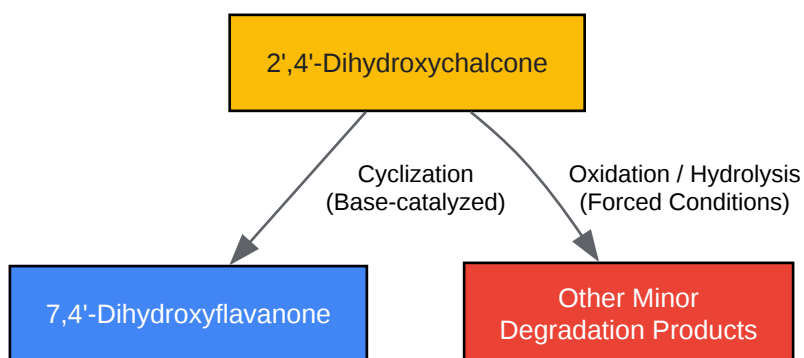 2',4'-Dihydroxychalcone
Cyclization
(Base-catalyzed)
Oxidation / Hydrolysis
(Forced Conditions)
7,4'-Dihydroxyflavanone
Other Minor
Degradation Products